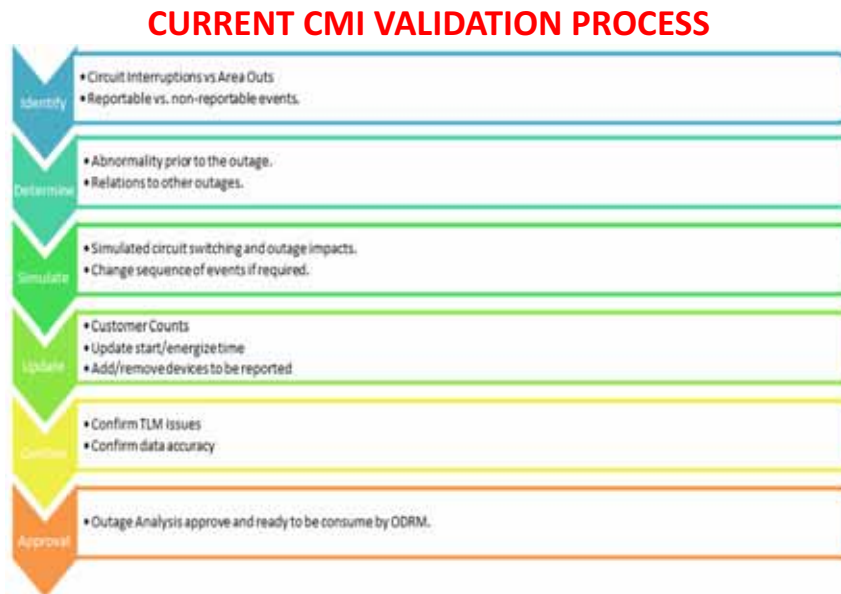 CURRENT CMI VALIDATION PROCESS
Identify
• Circuit Interruptions vs Area Outs
• Reportable vs. non-reportable events.
Determine
• Abnormality prior to the outage.
• Relations to other outages.
Simulate
• Simulated circuit switching and outage impacts.
• Change sequence of events if required.
Update
• Customer Counts
• Update start/energize time
• Add/remove devices to be reported
• Confirm TLM issues
• Confirm data accuracy
Approval
• Outage Analysis approve and ready to be consume by ODRM.